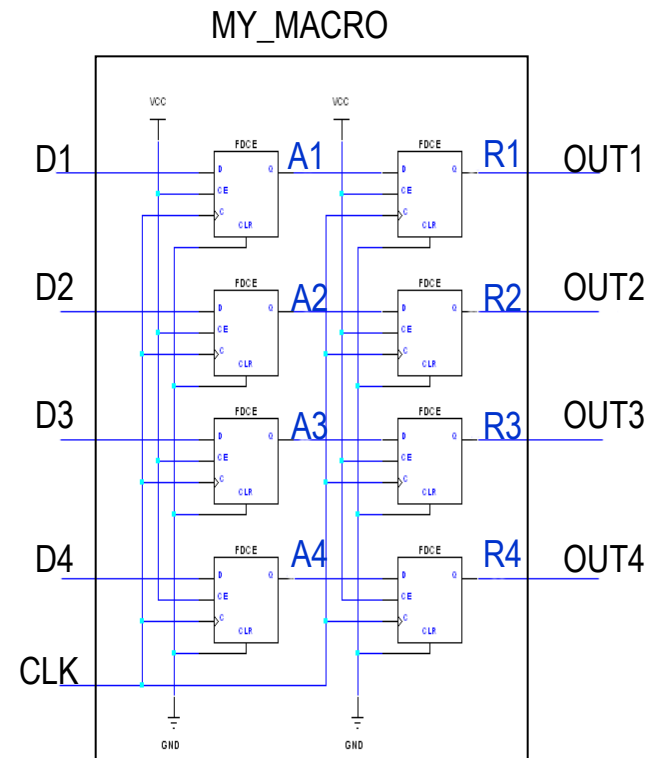 MY_MACRO
VCC VCC
FDCE FDCE
D1 A1 R1 OUT1
D Q D Q
CE CE
C C
CLR CLR
FDCE FDCE
D2 A2 R2 OUT2
D Q D Q
CE CE
C C
CLR CLR
FDCE FDCE
D3 A3 R3 OUT3
D Q D Q
CE CE
C C
CLR CLR
FDCE FDCE
D4 A4 R4 OUT4
D Q D Q
CE CE
C C
CLR CLR
CLK
GND GND